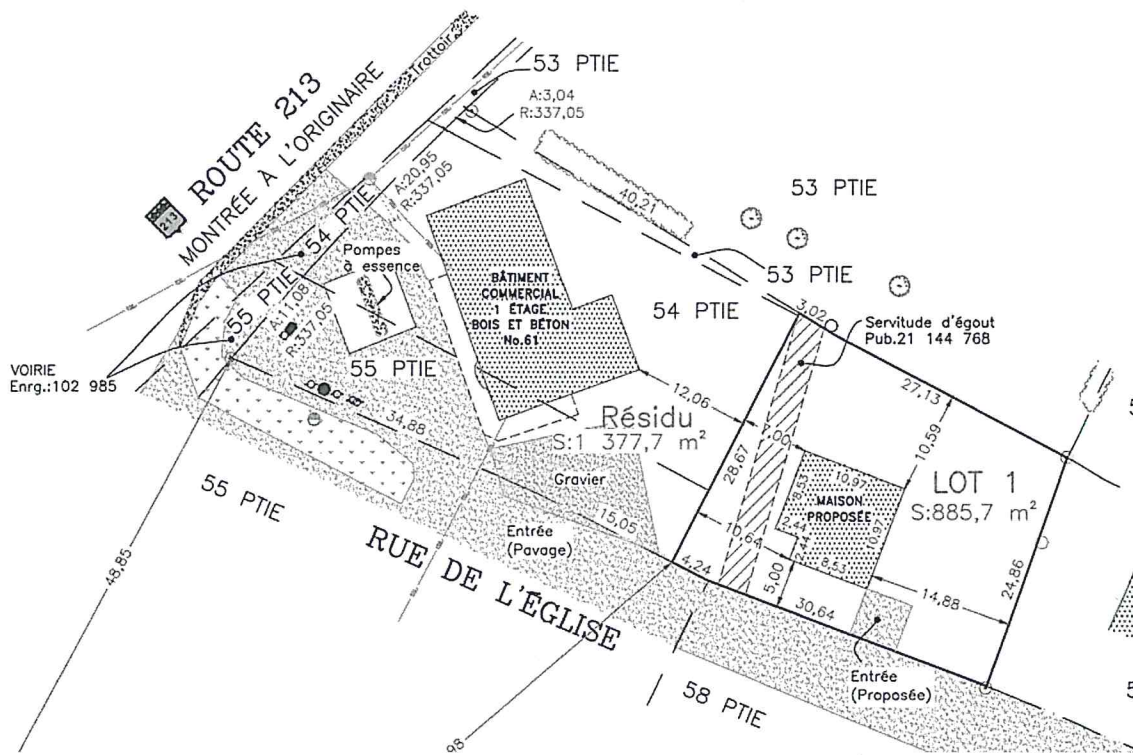 ROUTE 213
213
MONTRÉE À L'ORIGINAIRE
Trottoir
53 PTIE
A:3,04
R:337,05
A:20,95
R:337,05
54 PTIE
55 PTIE
A:11,08
R:337,05
Pompes
à essence
BÂTIMENT
COMMERCIAL
1 ÉTAGE
BOIS ET BÉTON
No.61
40,21
53 PTIE
53 PTIE
54 PTIE
3,02
Servitude d'égout
Pub.21 144 768
VOIRIE
Enrg.:102 985
55 PTIE
34,88
Résidu
S:1 377,7 m²
12,06
7,00
28,67
27,13
10,59
10,97
8,53
MAISON
PROPOSÉE
10,97
2,44
2,44
8,53
LOT 1
S:885,7 m²
10,64
14,88
24,86
4,24
5,00
30,64
Gravier
15,05
Entrée
(Pavage)
55 PTIE
RUE DE L'ÉGLISE
48,85
Entrée
(Proposée)
58 PTIE
98